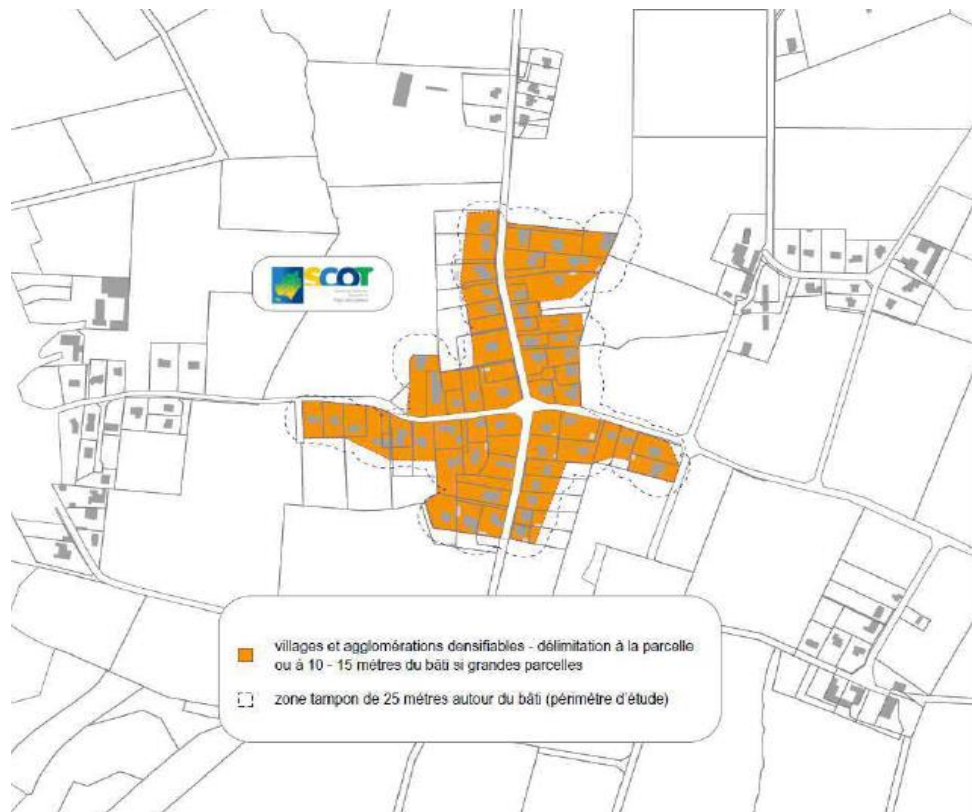 SCOT
villages et agglomérations densifiables - délimitation à la parcelle
ou à 10 - 15 mètres du bâti si grandes parcelles
zone tampon de 25 mètres autour du bâti (périmètre d'étude)